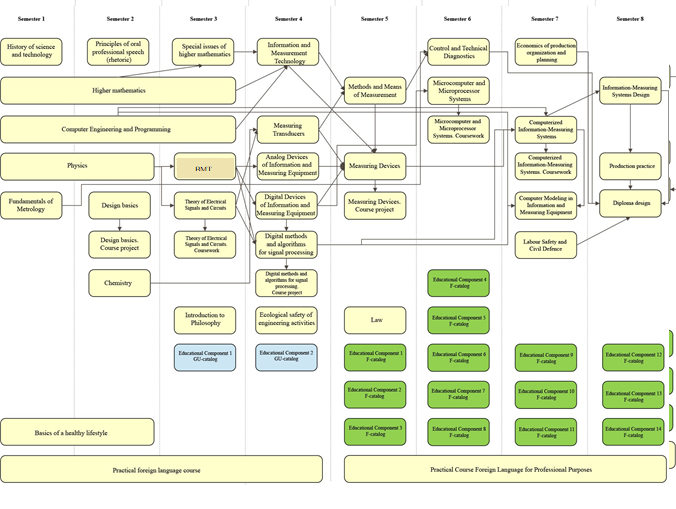 Semester 1
Semester 2
Semester 3
Semester 4
Semester 5
Semester 6
Semester 7
Semester 8
History of science
and technology
Principles of oral
professional speech
(rhetoric)
Special issues of
higher mathematics
Information and
Measurement
Technology
Control and Technical
Diagnostics
Economics of production
organization and
planning
Higher mathematics
Methods and Means
of Measurement
Microcomputer and
Microprocessor
Systems
Information-Measuring
Systems Design
Computer Engineering and Programming
Measuring
Transducers
Microcomputer and
Microprocessor
Systems. Coursework
Computerized
Information-Measuring
Systems
Physics
Analog Devices
of Information and
Measuring Equipment
Measuring Devices
Computerized
Information-Measuring
Systems. Coursework
Production practice
Fundamentals of
Metrology
Design basics
Theory of Electrical
Signals and Circuits
Digital Devices
of Information and
Measuring Equipment
Measuring Devices.
Course project
Computer Modeling in
Information and
Measuring Equipment
Diploma design
Design basics.
Course project
Theory of Electrical
Signals and Circuits.
Coursework
Digital methods
and algorithms
for signal processing
Labour Safety and
Civil Defence
Chemistry
Digital methods and
algorithms for signal
processing.
Course project
Educational Component 4
F-catalog
Introduction to
Philosophy
Ecological safety of
engineering activities
Law
Educational Component 5
F-catalog
Educational Component 1
GU-catalog
Educational Component 2
GU-catalog
Educational Component 1
F-catalog
Educational Component 6
F-catalog
Educational Component 9
F-catalog
Educational Component 12
F-catalog
Educational Component 2
F-catalog
Educational Component 7
F-catalog
Educational Component 10
F-catalog
Educational Component 13
F-catalog
Basics of a healthy lifestyle
Educational Component 3
F-catalog
Educational Component 8
F-catalog
Educational Component 11
F-catalog
Educational Component 14
F-catalog
Practical foreign language course
Practical Course Foreign Language for Professional Purposes